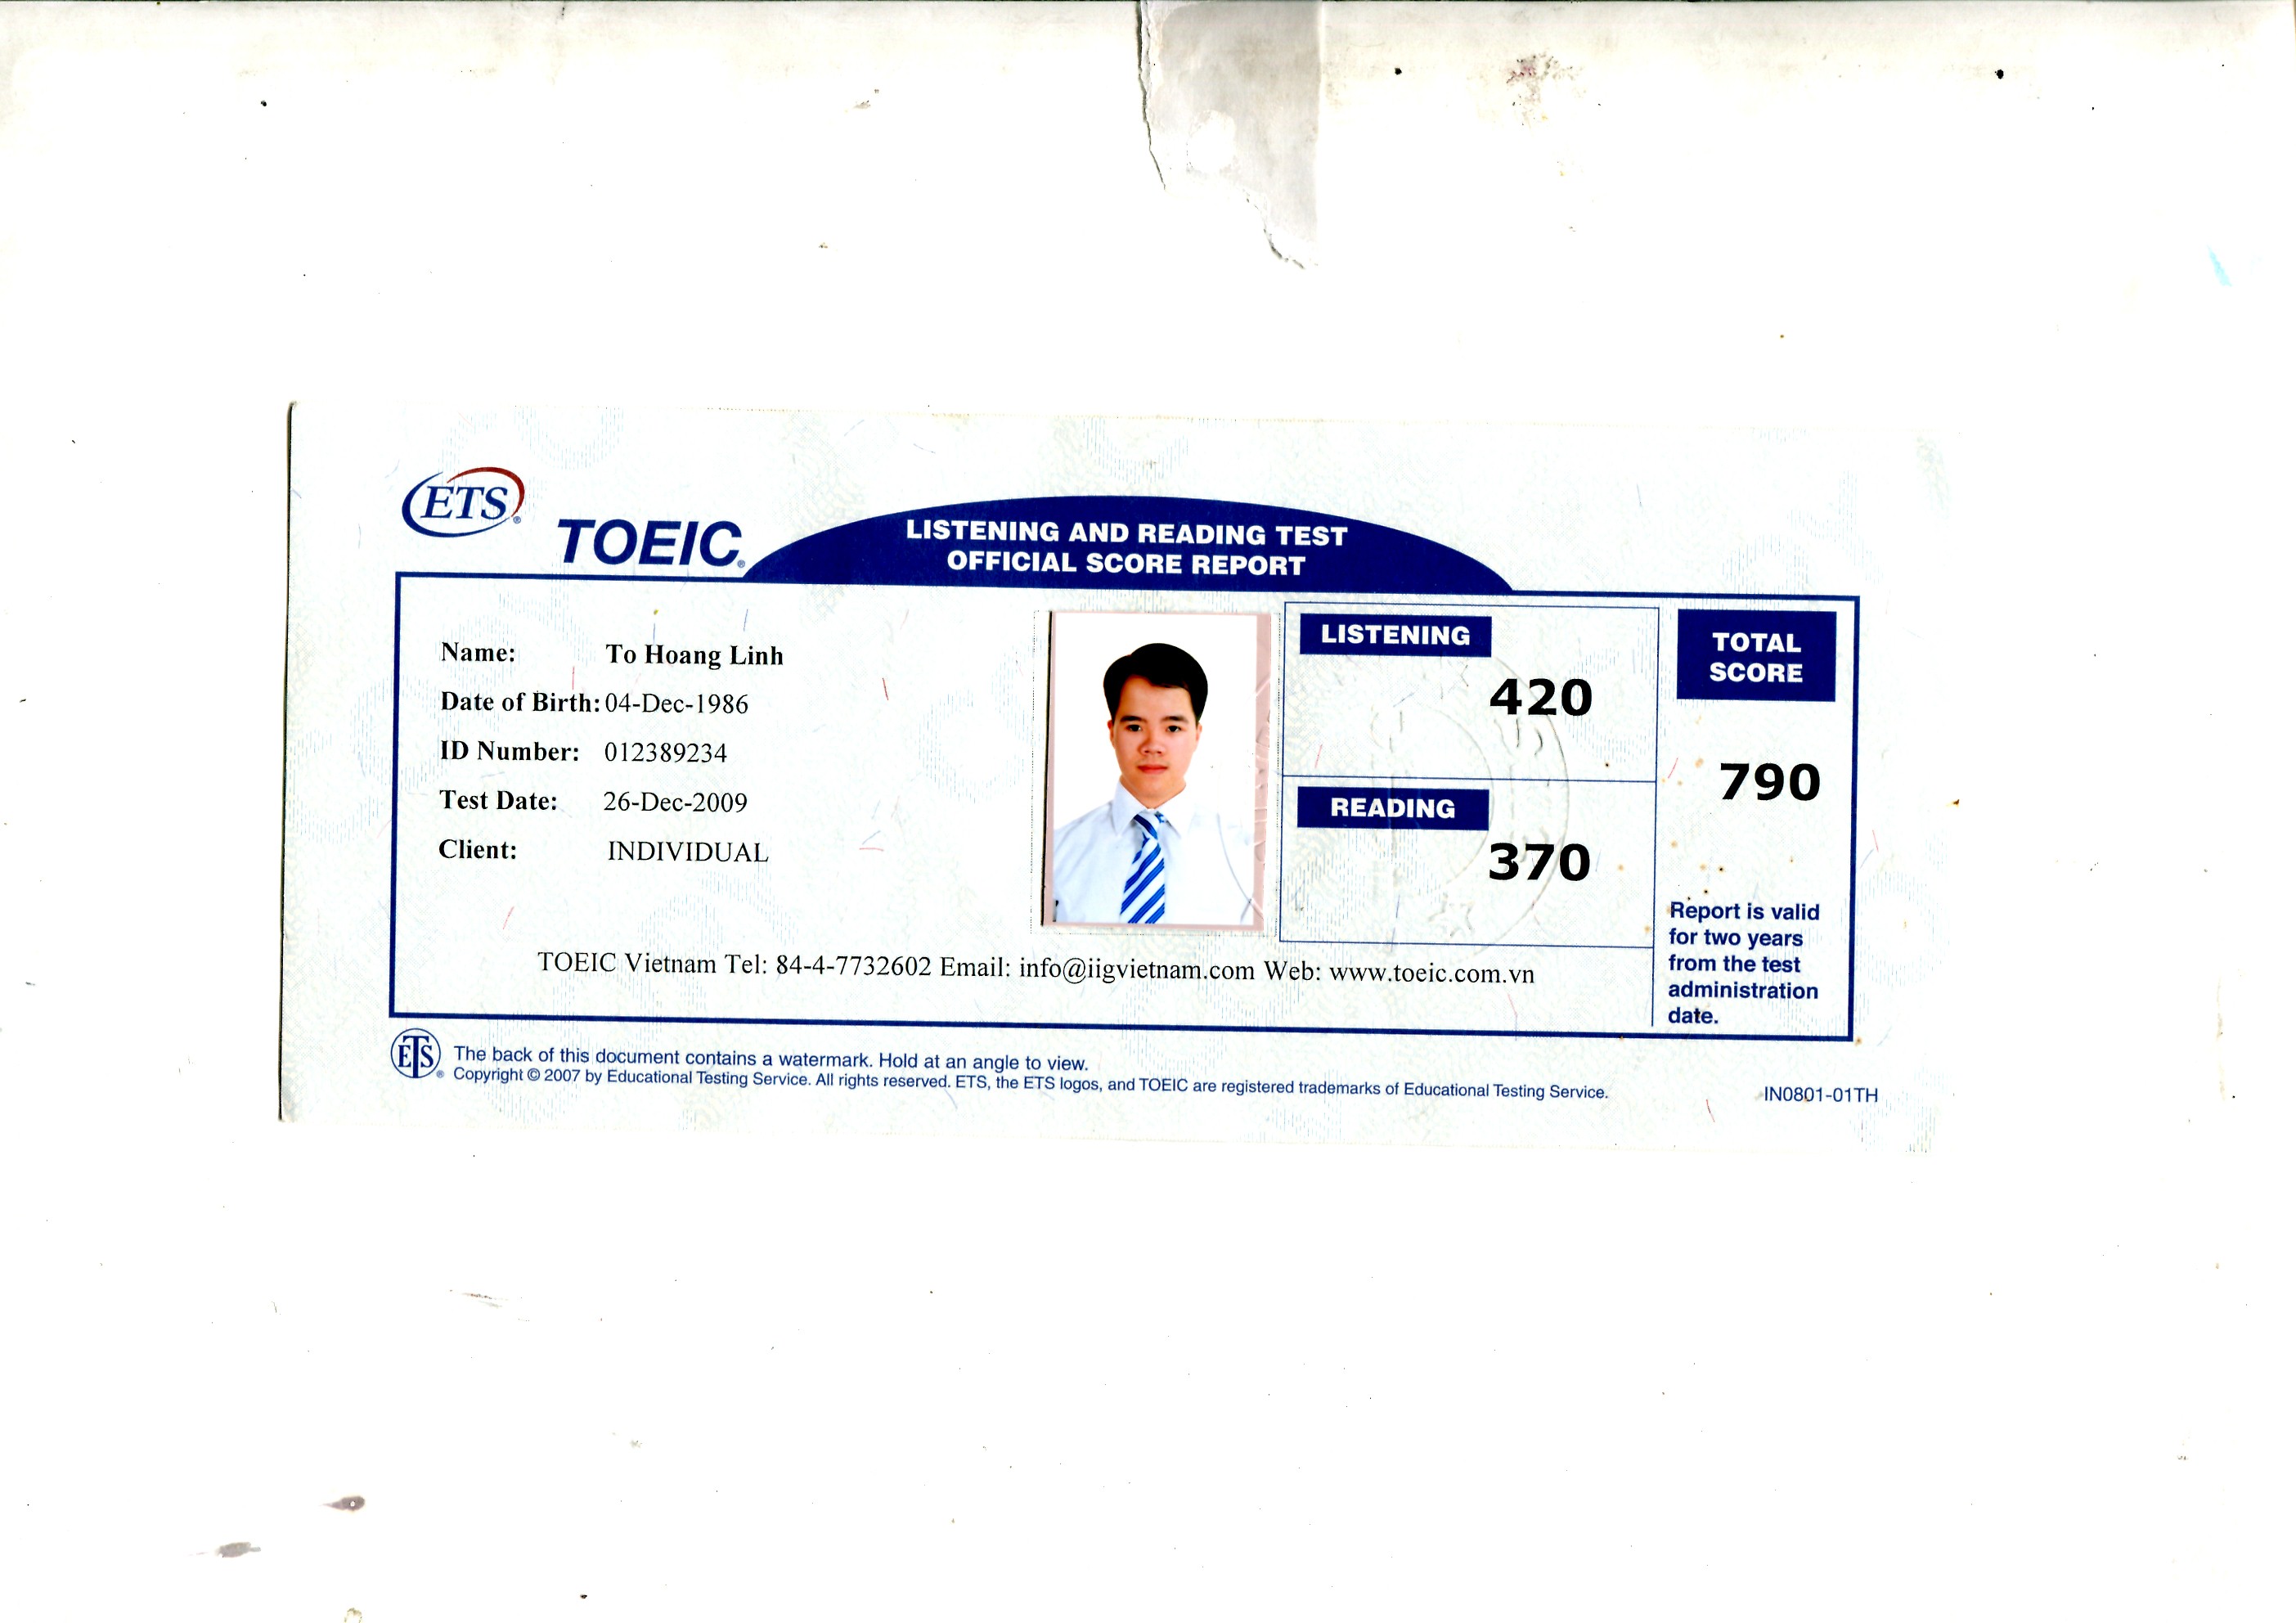 ETS
TOEIC
LISTENING AND READING TEST
OFFICIAL SCORE REPORT
Name: To Hoang Linh
Date of Birth: 04-Dec-1986
ID Number: 012389234
Test Date: 26-Dec-2009
Client: INDIVIDUAL
LISTENING
420
READING
370
TOTAL
SCORE
790
Report is valid
for two years
from the test
administration
date.
TOEIC Vietnam Tel: 84-4-7732602 Email: info@iigvietnam.com Web: www.toeic.com.vn
ETS
The back of this document contains a watermark. Hold at an angle to view.
Copyright © 2007 by Educational Testing Service. All rights reserved. ETS, the ETS logos, and TOEIC are registered trademarks of Educational Testing Service.
IN0801-01TH